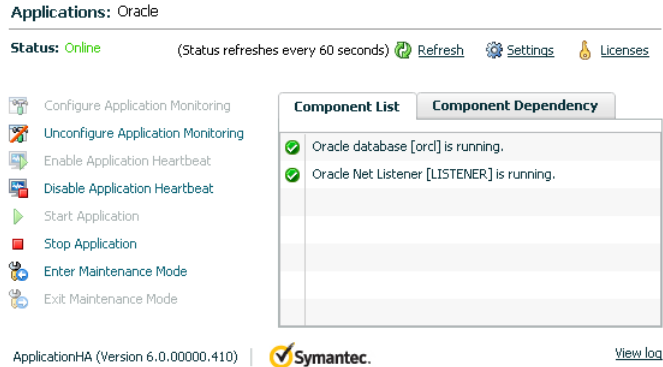 Applications: Oracle
Status: Online (Status refreshes every 60 seconds) Refresh Settings Licenses
Configure Application Monitoring
Unconfigure Application Monitoring
Enable Application Heartbeat
Disable Application Heartbeat
Start Application
Stop Application
Enter Maintenance Mode
Exit Maintenance Mode
Component List Component Dependency
Oracle database [orcl] is running.
Oracle Net Listener [LISTENER] is running.
ApplicationHA (Version 6.0.00000.410) Symantec. View log